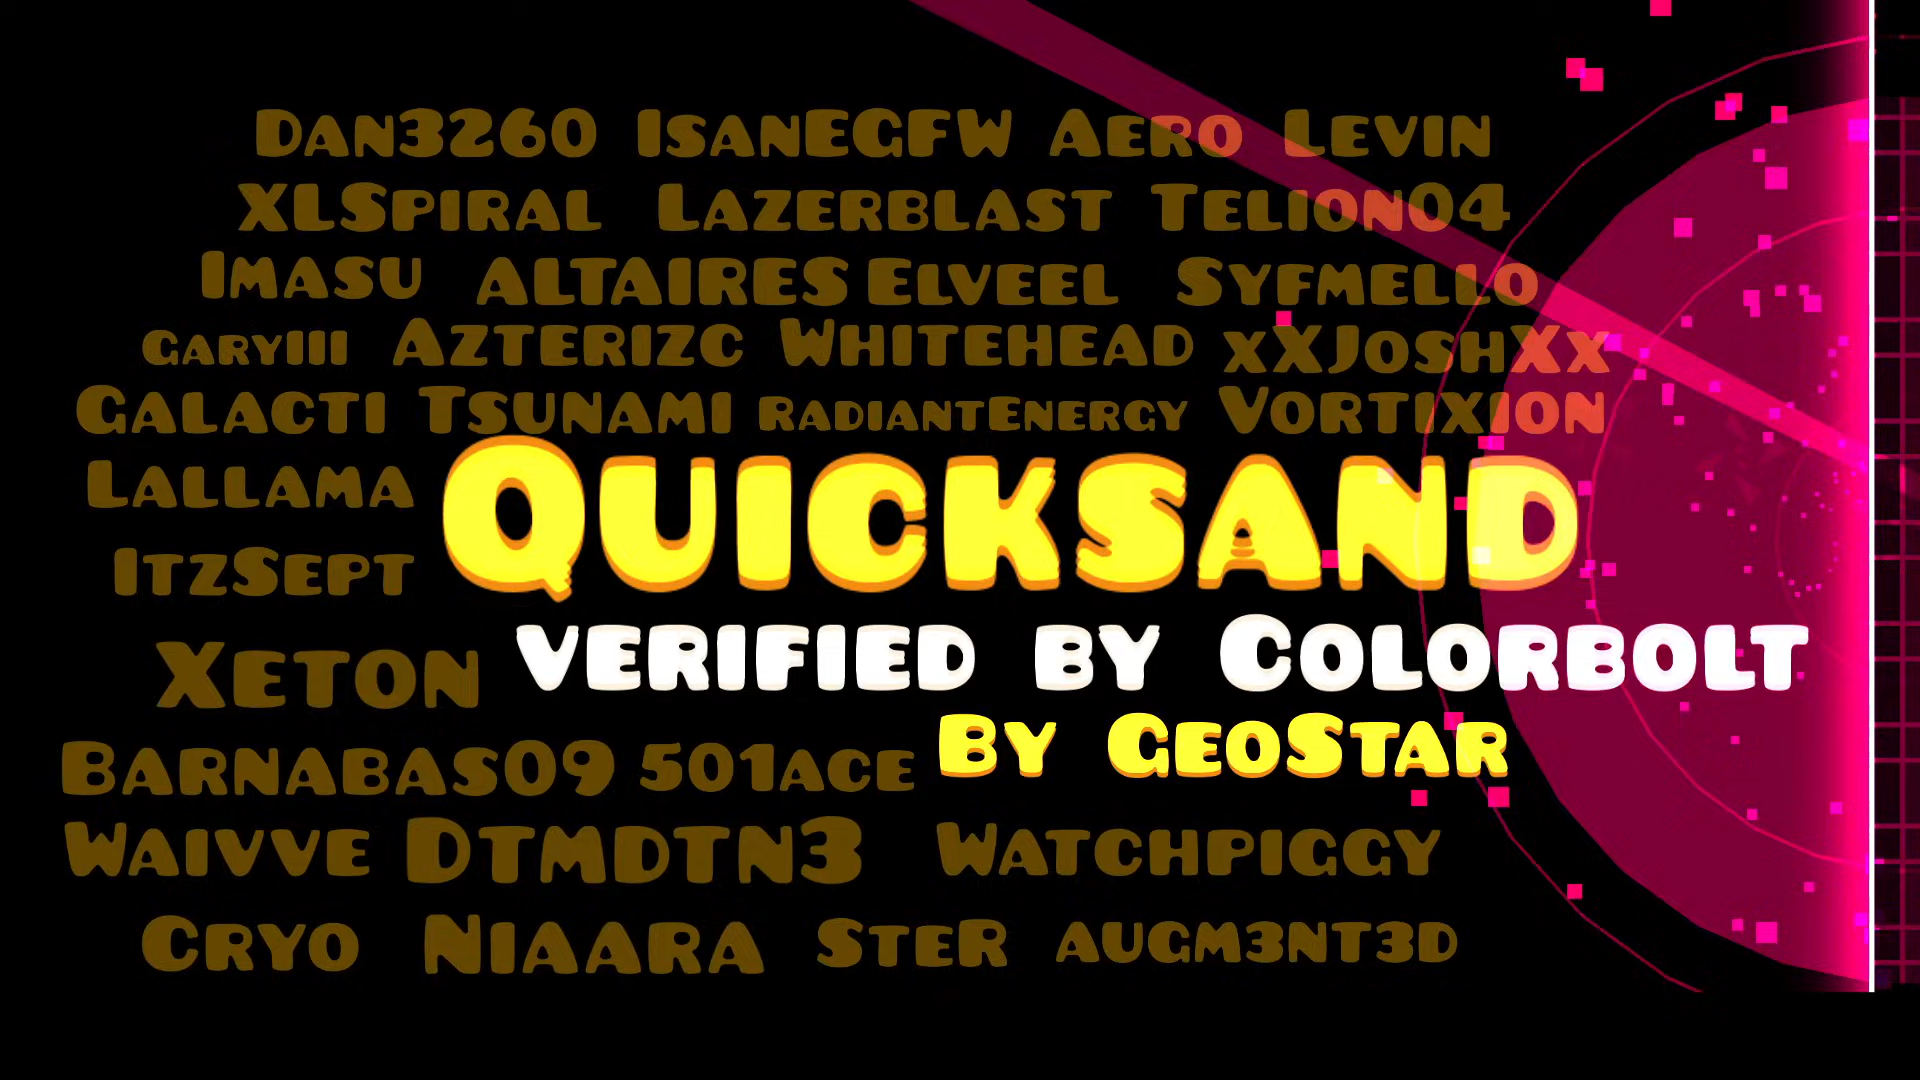 Dan3260 IsanEGFW Aero Levin
XLSpiral Lazerblast Telion04
Imasu ALTAIRES Elveel Syfmello
GaryIII Azterizc Whitehead xXJoshXx
Galacti Tsunami RadiantEnergy Vortixion
Lallama Quicksand
ItzSept
Xeton verified by Colorbolt
By GeoStar
Barnabas09 501ace
Waivve Dtmdtn3 Watchpiggy
Cryo Niaara SteR augm3nt3d